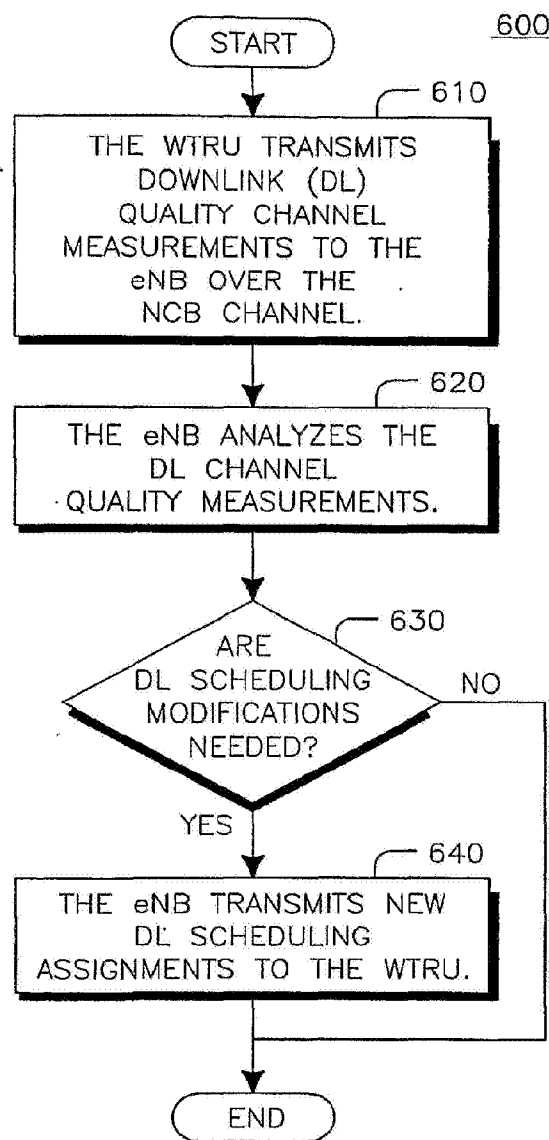 600
START
610
THE WTRU TRANSMITS
DOWNLINK (DL)
QUALITY CHANNEL
MEASUREMENTS TO THE
eNB OVER THE
NCB CHANNEL.
620
THE eNB ANALYZES THE
DL CHANNEL
QUALITY MEASUREMENTS.
630
ARE
DL SCHEDULING
MODIFICATIONS
NEEDED?
NO
YES
640
THE eNB TRANSMITS NEW
DL SCHEDULING
ASSIGNMENTS TO THE WTRU.
END